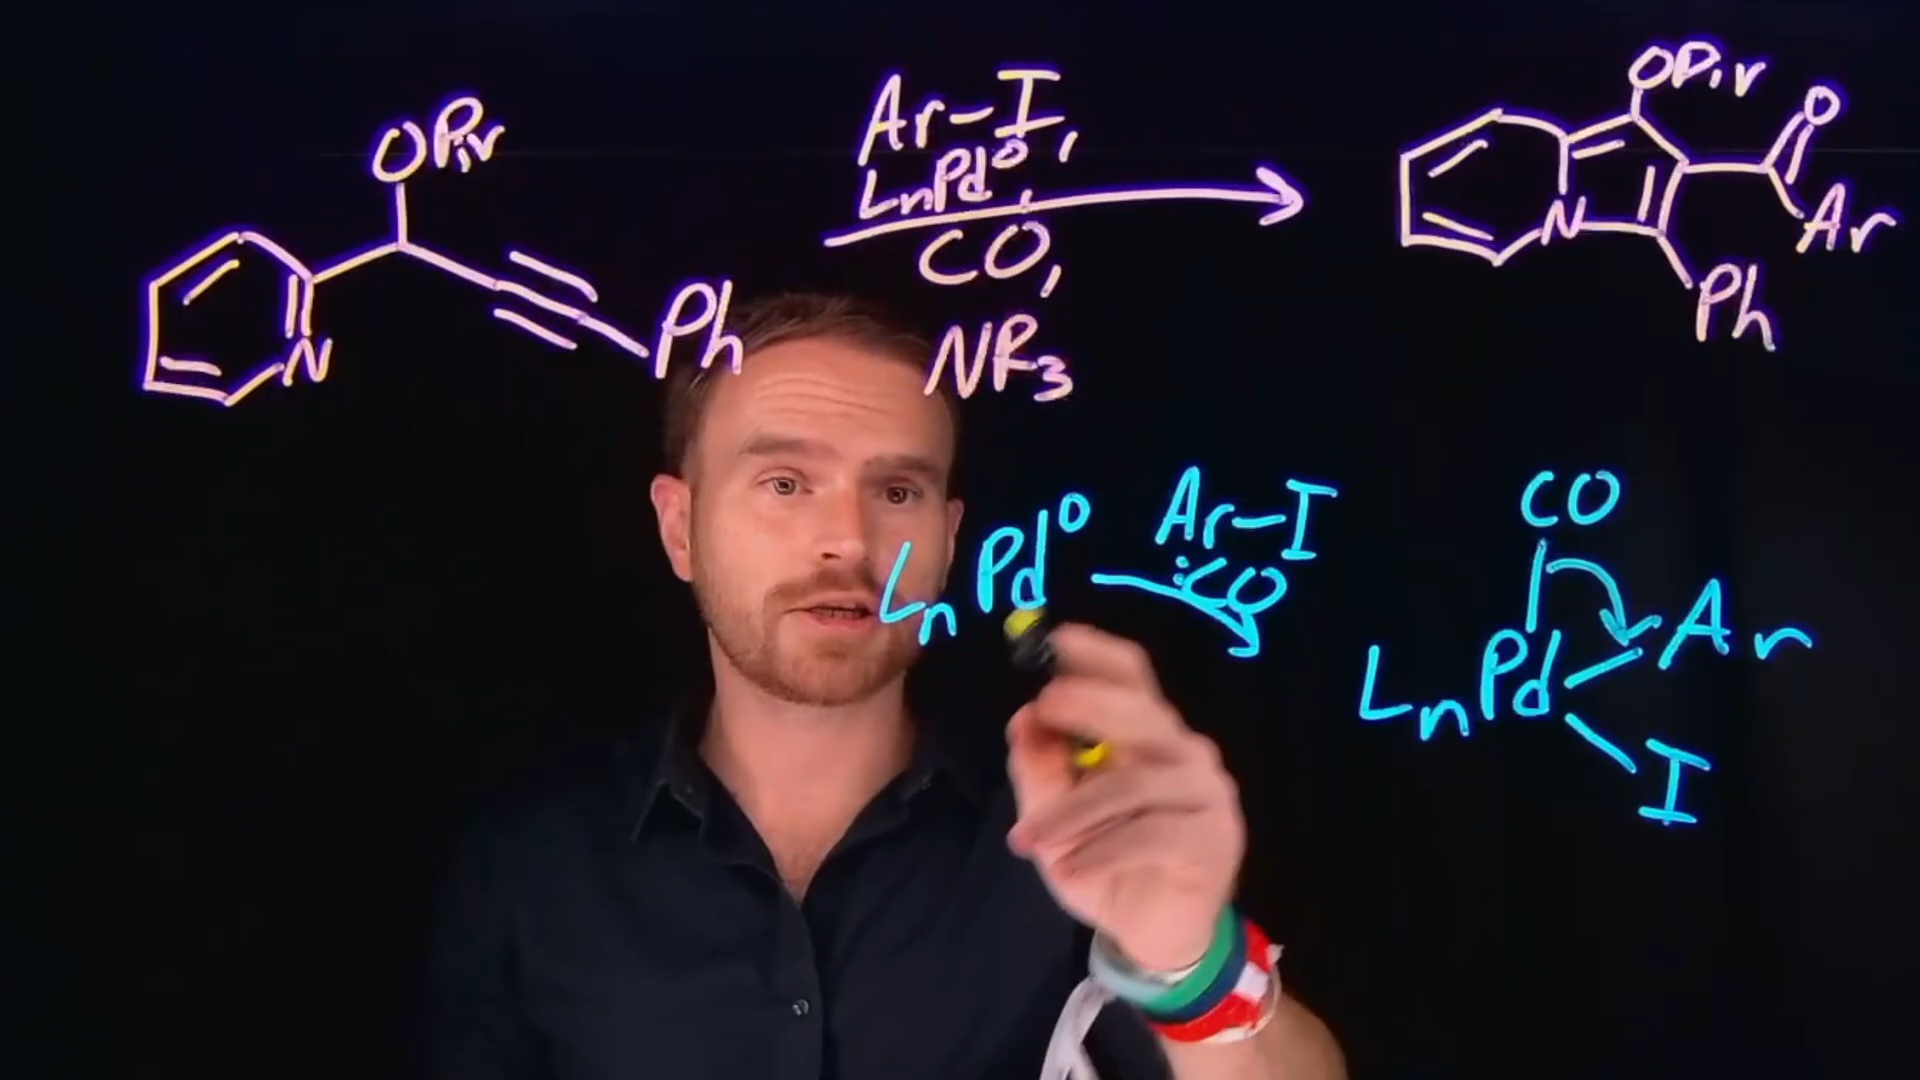 OPiv
N
Ph
Ar-I,
LnPd⁰,
CO,
NR₃
OPiv
O
N
Ar
Ph
LnPd⁰
Ar-I
:CO
CO
LnPd
Ar
I